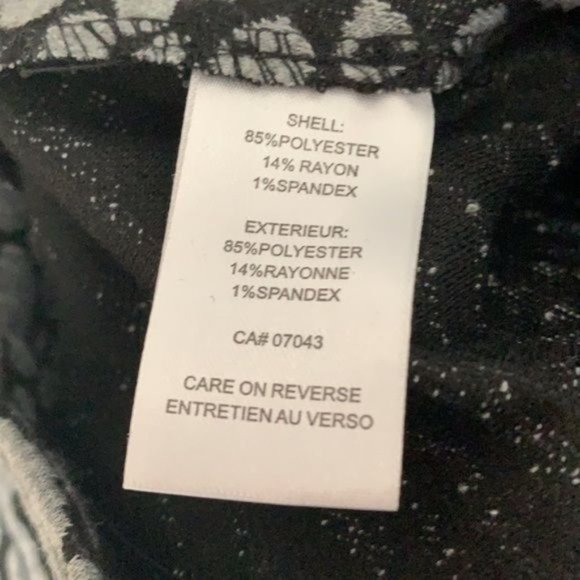 SHELL:
85%POLYESTER
14% RAYON
1%SPANDEX
EXTERIEUR:
85%POLYESTER
14%RAYONNE
1%SPANDEX
CA# 07043
CARE ON REVERSE
ENTRETIEN AU VERSO